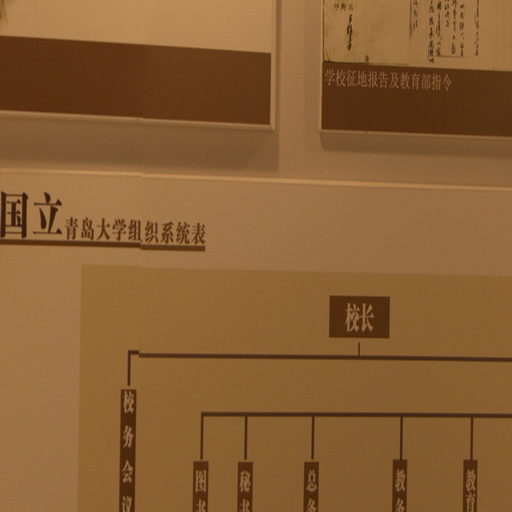 学校征地报告及教育部指令
国立青岛大学组织系统表
校长
校务会议
图书
秘书
总务
教务
教育